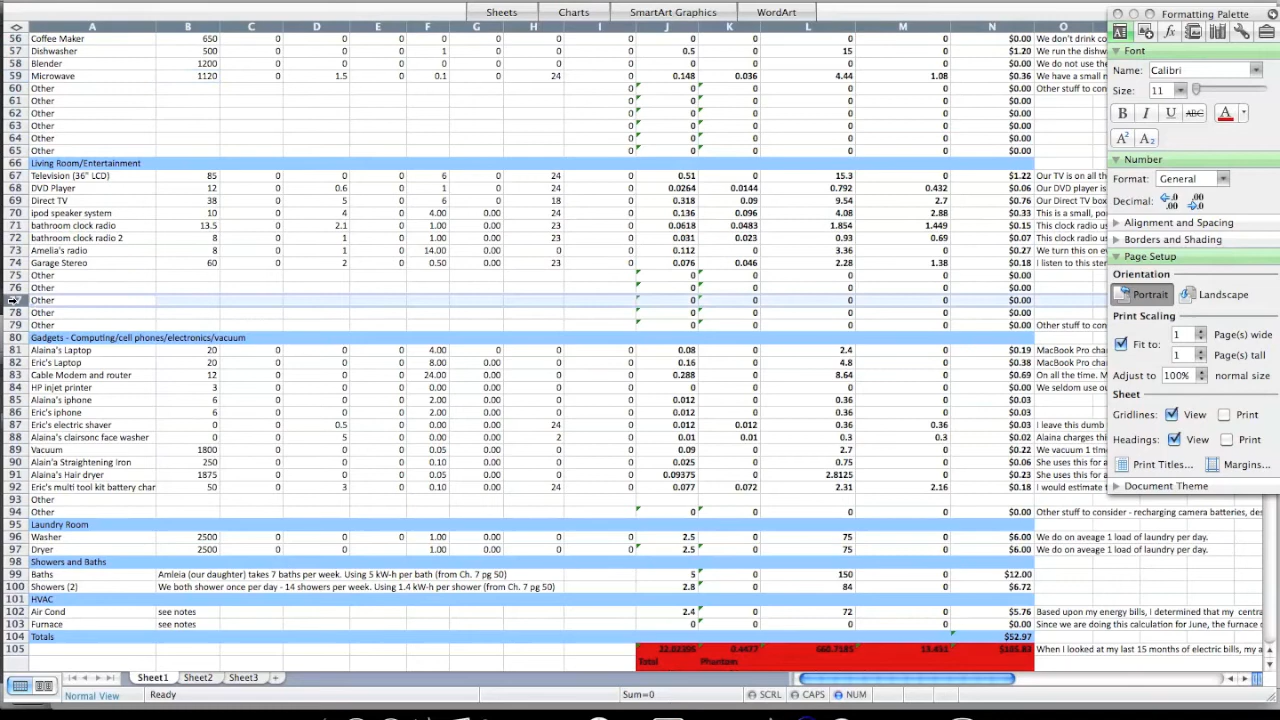 Sheets Charts SmartArt Graphics WordArt
A B C D E F G H I J K L M N O
56 Coffee Maker 650 0 0 0 0 0 0 0 0 0 0 0 $0.00 We don't drink co
57 Dishwasher 500 0 0 0 1 0 0 0 0.5 0 15 0 $1.20 We run the dishw
58 Blender 1200 0 0 0 0 0 0 0 0 0 0 0 $0.00 We do not use the
59 Microwave 1120 0 1.5 0 0.1 0 24 0 0.148 0.036 4.44 1.08 $0.36 We have a small m
60 Other 0 0 0 0 0 $0.00 Other stuff to con
61 Other 0 0 0 0 0 $0.00
62 Other 0 0 0 0 0 $0.00
63 Other 0 0 0 0 0 $0.00
64 Other 0 0 0 0 0 $0.00
65 Other 0 0 0 0 0 $0.00
66 Living Room/Entertainment
67 Television (36" LCD) 85 0 0 0 6 0 24 0 0.51 0 15.3 0 $1.22 Our TV is on all th
68 DVD Player 12 0 0.6 0 1 0 24 0 0.0264 0.0144 0.792 0.432 $0.06 Our DVD player is
69 Direct TV 38 0 5 0 6 0 18 0 0.318 0.09 9.54 2.7 $0.76 Our Direct TV box
70 ipod speaker system 10 0 4 0 4.00 0.00 24 0 0.136 0.096 4.08 2.88 $0.33 This is a small, por
71 bathroom clock radio 13.5 0 2.1 0 1.00 0.00 23 0 0.0618 0.0483 1.854 1.449 $0.15 This clock radio us
72 bathroom clock radio 2 8 0 1 0 1.00 0.00 23 0 0.031 0.023 0.93 0.69 $0.07 This clock radio us
73 Amelia's radio 8 0 1 0 14.00 0.00 0 0 0.112 0 3.36 0 $0.27 We turn this on ev
74 Garage Stereo 60 0 2 0 0.50 0.00 23 0 0.076 0.046 2.28 1.38 $0.18 I listen to this ster
75 Other 0 0 0 0 $0.00
76 Other 0 0 0 0 $0.00
Other 0 0 0 0 $0.00
78 Other 0 0 0 0 $0.00
79 Other 0 0 0 0 $0.00 Other stuff to cons
80 Gadgets - Computing/cell phones/electronics/vacuum
81 Alaina's Laptop 20 0 0 0 4.00 0 0 0 0.08 0 2.4 0 $0.19 MacBook Pro char
82 Eric's Laptop 20 0 0 0 8.00 0.00 0 0 0.16 0 4.8 0 $0.38 MacBook Pro char
83 Cable Modem and router 12 0 0 0 24.00 0.00 0 0 0.288 0 8.64 0 $0.69 On all the time. M
84 HP injet printer 3 0 0 0 0.00 0.00 0 0 0 0 0 0 $0.00 We seldom use ou
85 Alaina's iphone 6 0 0 0 2.00 0.00 0 0 0.012 0 0.36 0 $0.03
86 Eric's iphone 6 0 0 0 2.00 0.00 0 0 0.012 0 0.36 0 $0.03
87 Eric's electric shaver 0 0.5 0 0.00 0.00 24 0 0.012 0.012 0.36 0.36 $0.03 I leave this dumb
88 Alaina's clairsonc face washer 0 5 0 0.00 0.00 2 0 0.01 0.01 0.3 0.3 $0.02 Alaina charges thi
89 Vacuum 1800 0 0 0 0.05 0.00 0 0 0.09 0 2.7 0 $0.22 We vacuum 1 time
90 Alain'a Straightening Iron 250 0 0 0 0.10 0.00 0 0 0.025 0 0.75 0 $0.06 She uses this for a
91 Alaina's Hair dryer 1875 0 0 0 0.05 0.00 0 0 0.09375 0 2.8125 0 $0.23 She uses this for a
92 Eric's multi tool kit battery char 50 0 3 0 0.10 0.00 24 0 0.077 0.072 2.31 2.16 $0.18 I would estimate t
93 Other
94 Other 0 0 0 0 $0.00 Other stuff to consider - recharging camera batteries, des
95 Laundry Room
96 Washer 2500 0 0 0 1.00 0.00 0 0 2.5 0 75 0 $6.00 We do on aveage 1 load of laundry per day.
97 Dryer 2500 0 0 0 1.00 0.00 0 0 2.5 0 75 0 $6.00 We do on aveage 1 load of laundry per day.
98 Showers and Baths
99 Baths Amleia (our daughter) takes 7 baths per week. Using 5 kW-h per bath (from Ch. 7 pg 50) 5 0 150 0 $12.00
100 Showers (2) We both shower once per day - 14 showers per week. Using 1.4 kW-h per shower (from Ch. 7 pg 50) 2.8 0 84 0 $6.72
101 HVAC
102 Air Cond see notes 2.4 0 72 0 $5.76 Based upon my energy bills, I determined that my centra
103 Furnace see notes 0 0 0 0 $0.00 Since we are doing this calculation for June, the furnace o
104 Totals $52.97
105 22.02395 0.4477 660.7185 13.431 $105.83 When I looked at my last 15 months of electric bills, my a
Total Phantom
Sheet1 Sheet2 Sheet3 +
Normal View Ready Sum=0 SCRL CAPS NUM
Formatting Palette
Font
Name: Calibri
Size: 11
B I U ABC A
A² A₂
Number
Format: General
Decimal: .0 .00 .00 .0
Alignment and Spacing
Borders and Shading
Page Setup
Orientation
Portrait Landscape
Print Scaling
Fit to: 1 Page(s) wide
1 Page(s) tall
Adjust to 100% normal size
Sheet
Gridlines: View Print
Headings: View Print
Print Titles... Margins...
Document Theme